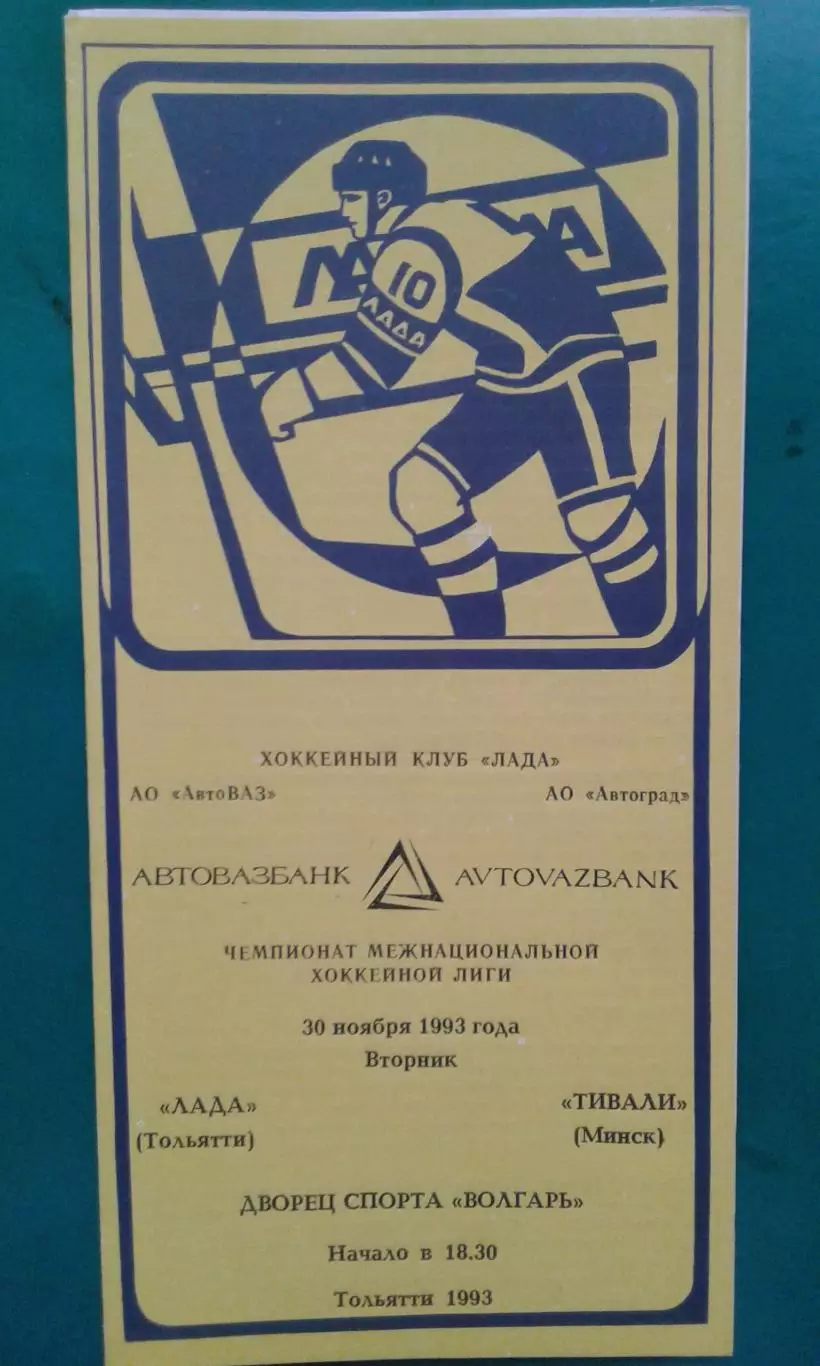 ЛАДА
10
ЛАДА
ХОККЕЙНЫЙ КЛУБ «ЛАДА»
АО «АвтоВАЗ» АО «Автоград»
АВТОВАЗБАНК AVTOVAZBANK
ЧЕМПИОНАТ МЕЖНАЦИОНАЛЬНОЙ
ХОККЕЙНОЙ ЛИГИ
30 ноября 1993 года
Вторник
«ЛАДА» «ТИВАЛИ»
(Тольятти) (Минск)
ДВОРЕЦ СПОРТА «ВОЛГАРЬ»
Начало в 18.30
Тольятти 1993